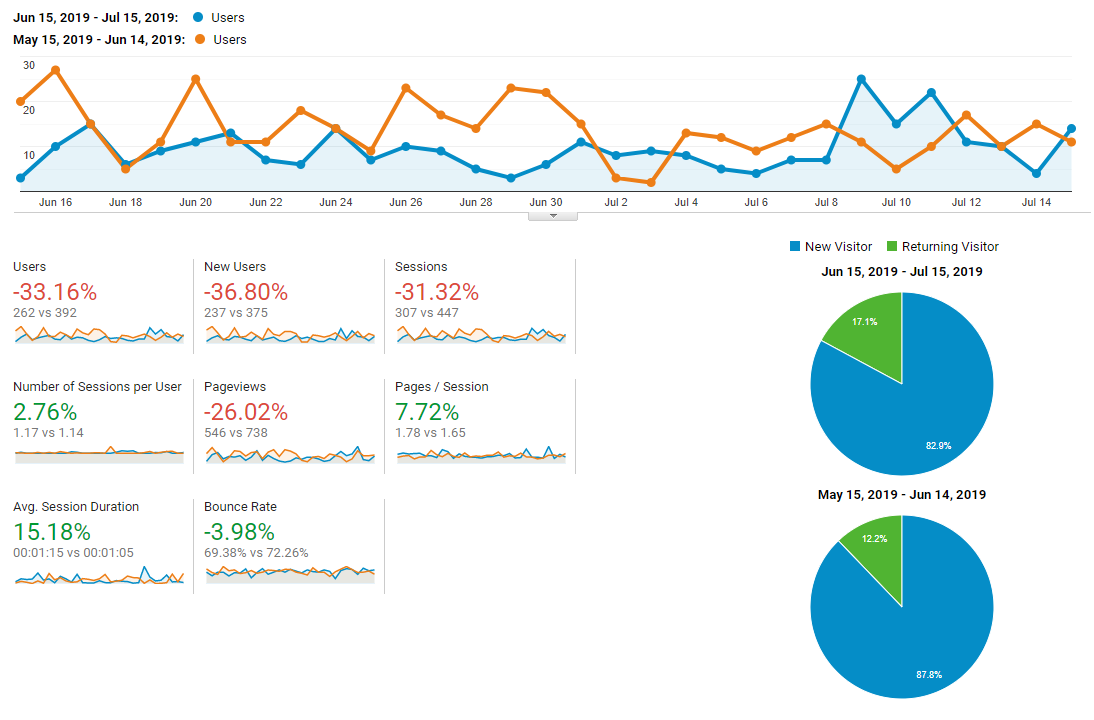 Jun 15, 2019 - Jul 15, 2019: Users
May 15, 2019 - Jun 14, 2019: Users
30
20
10
Jun 16 Jun 18 Jun 20 Jun 22 Jun 24 Jun 26 Jun 28 Jun 30 Jul 2 Jul 4 Jul 6 Jul 8 Jul 10 Jul 12 Jul 14
Users
-33.16%
262 vs 392
New Users
-36.80%
237 vs 375
Sessions
-31.32%
307 vs 447
Number of Sessions per User
2.76%
1.17 vs 1.14
Pageviews
-26.02%
546 vs 738
Pages / Session
7.72%
1.78 vs 1.65
Avg. Session Duration
15.18%
00:01:15 vs 00:01:05
Bounce Rate
-3.98%
69.38% vs 72.26%
New Visitor Returning Visitor
Jun 15, 2019 - Jul 15, 2019
17.1%
82.9%
May 15, 2019 - Jun 14, 2019
12.2%
87.8%